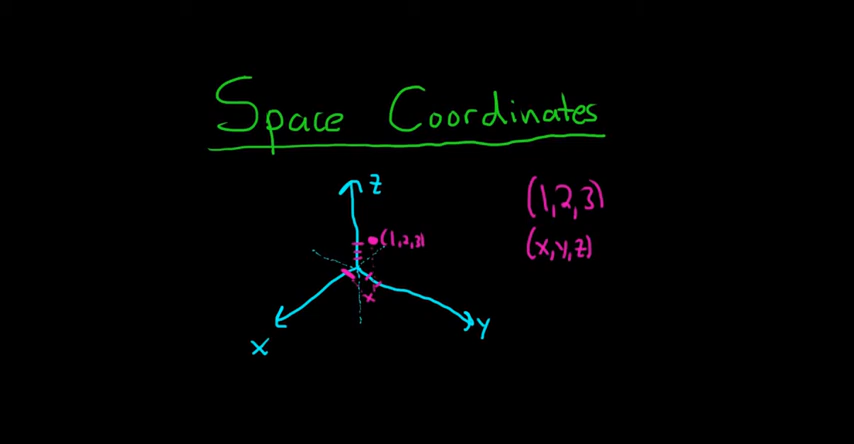 Space Coordinates
Z
(1,2,3)
(1,2,3)
(x,y,z)
X
Y